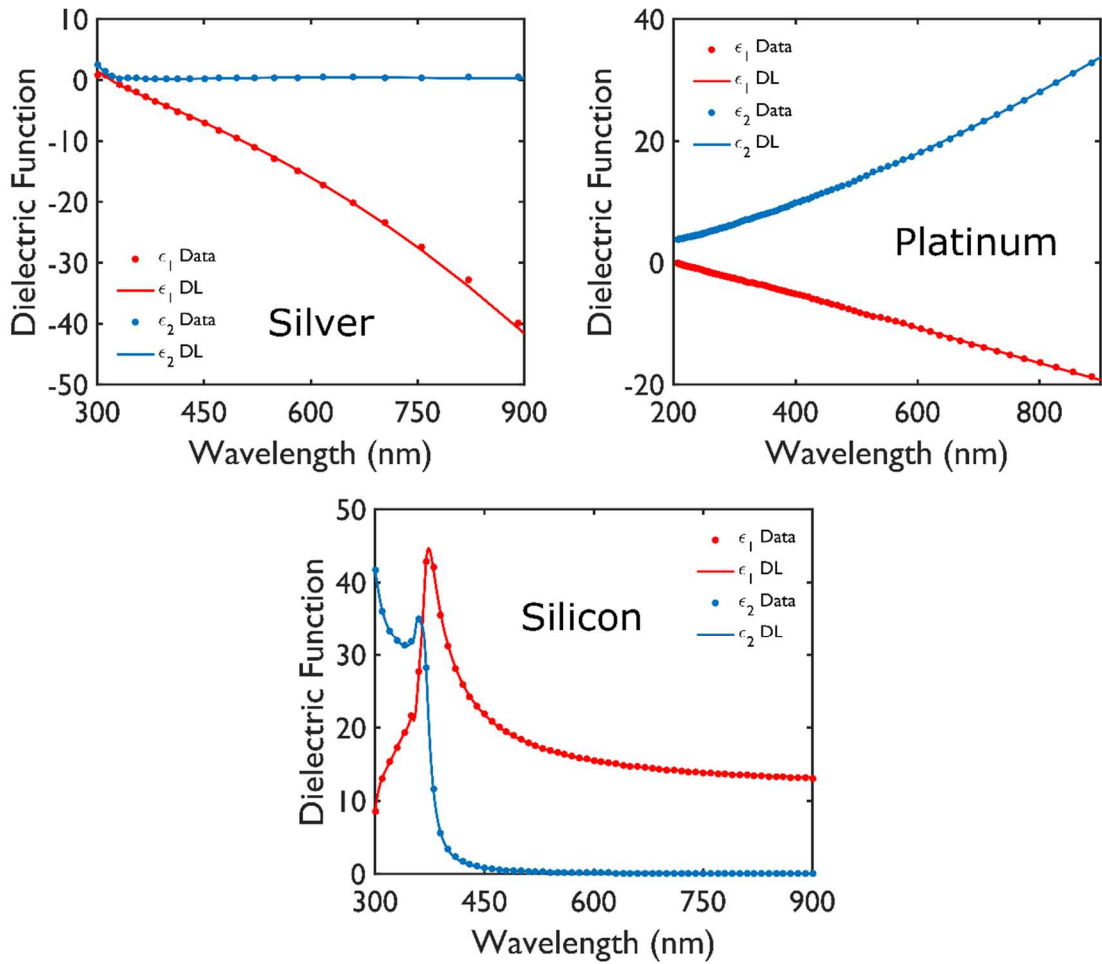 10
0
-10
-20
-30
-40
-50
Dielectric Function
ϵ1 Data
ϵ1 DL
ϵ2 Data
ϵ2 DL
Silver
300
450
600
750
900
Wavelength (nm)
40
20
0
-20
Dielectric Function
ϵ1 Data
ϵ1 DL
ϵ2 Data
ϵ2 DL
Platinum
200
400
600
800
Wavelength (nm)
50
40
30
20
10
0
Dielectric Function
ϵ1 Data
ϵ1 DL
ϵ2 Data
ϵ2 DL
Silicon
300
450
600
750
900
Wavelength (nm)